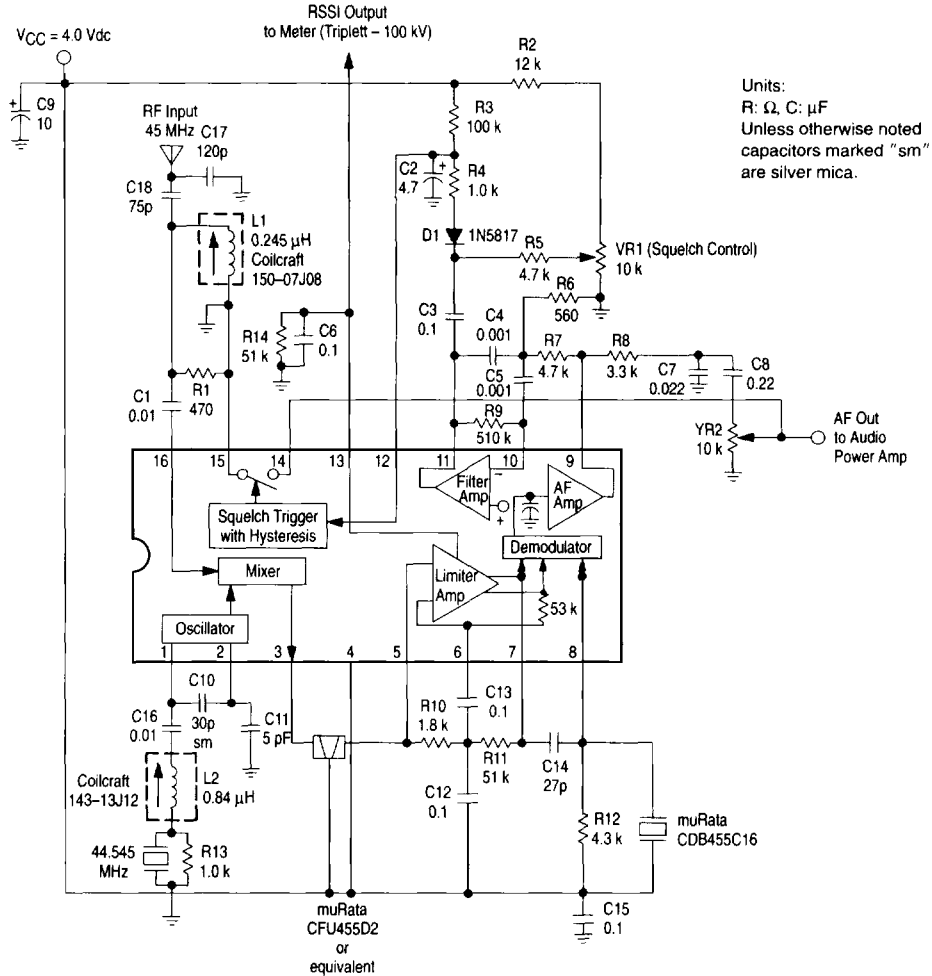 RSSI Output
to Meter (Triplett – 100 kV)
VCC = 4.0 Vdc
R2
12 k
+
C9
10
RF Input
45 MHz
C17
120p
R3
100 k
Units:
R: Ω, C: μF
Unless otherwise noted
capacitors marked "sm"
are silver mica.
C2
4.7
+
R4
1.0 k
C18
75p
L1
0.245 μH
Coilcraft
150–07J08
D1
1N5817
R5
4.7 k
VR1 (Squelch Control)
10 k
R6
560
C3
0.1
C4
0.001
R14
51 k
C6
0.1
R7
4.7 k
R8
3.3 k
C5
0.001
C7
0.022
C8
0.22
C1
0.01
R1
470
R9
510 k
YR2
10 k
AF Out
to Audio
Power Amp
16
15
14
13
12
11
10
9
Filter
Amp
–
+
AF
Amp
Squelch Trigger
with Hysteresis
Demodulator
Mixer
Limiter
Amp
53 k
Oscillator
1
2
3
4
5
6
7
8
C10
30p
sm
C16
0.01
C11
5 pF
R10
1.8 k
C13
0.1
R11
51 k
C14
27p
Coilcraft
143–13J12
L2
0.84 μH
C12
0.1
R12
4.3 k
muRata
CDB455C16
44.545
MHz
R13
1.0 k
muRata
CFU455D2
or
equivalent
C15
0.1